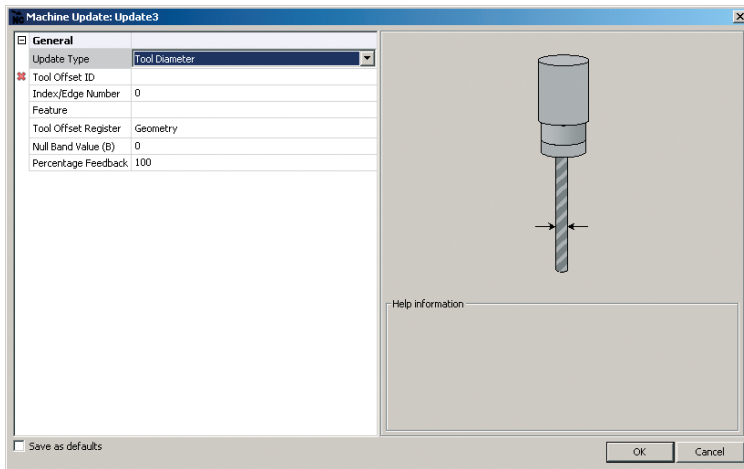 Machine Update: Update3
General
Update Type Tool Diameter
Tool Offset ID
Index/Edge Number 0
Feature
Tool Offset Register Geometry
Null Band Value (B) 0
Percentage Feedback 100
Help information
Save as defaults
OK Cancel